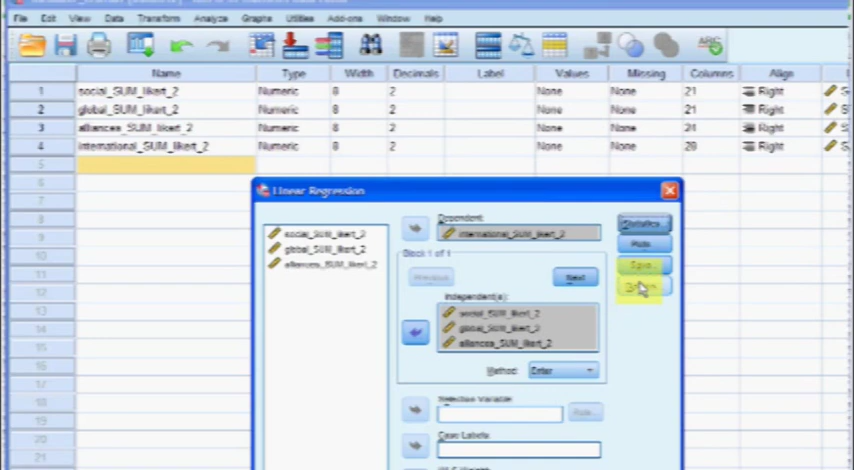 File Edit View Data Transform Analyze Graphs Utilities Add-ons Window Help
Name Type Width Decimals Label Values Missing Columns Align
1 social_SUM_likert_2 Numeric 8 2 None None 21 Right
2 global_SUM_likert_2 Numeric 8 2 None None 21 Right
3 alliances_SUM_likert_2 Numeric 8 2 None None 21 Right
4 international_SUM_likert_2 Numeric 8 2 None None 28 Right
5
6
7
8
9
10
11
12
13
14
15
16
17
18
19
20
21
Linear Regression
social_SUM_likert_2
global_SUM_likert_2
alliances_SUM_likert_2
Dependent:
international_SUM_likert_2
Block 1 of 1
Previous Next
Independent(s):
social_SUM_likert_2
global_SUM_likert_2
alliances_SUM_likert_2
Method: Enter
Selection Variable:
Rule...
Case Labels:
Statistics...
Plots...
Save...